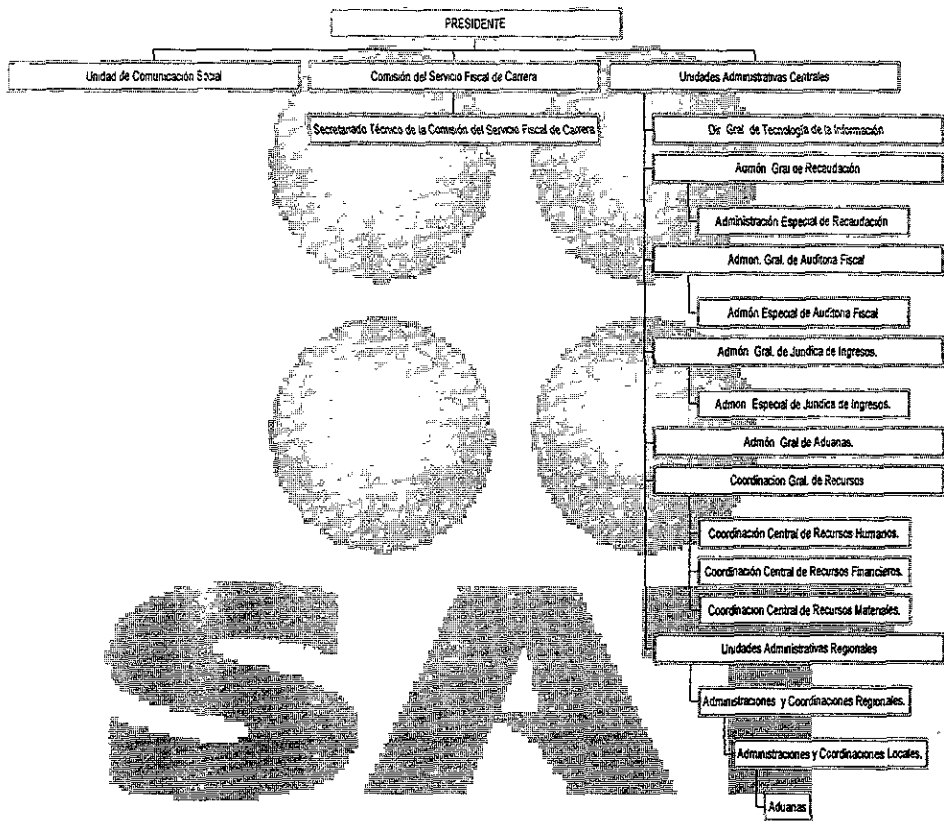 PRESIDENTE
Unidad de Comunicación Social
Comisión del Servicio Fiscal de Carrera
Unidades Administrativas Centrales
Secretariado Técnico de la Comisión del Servicio Fiscal de Carrera
Dir Gral de Tecnología de la Información
Admón Gral de Recaudación
Administración Especial de Recaudación
Admon. Gral. de Auditoria Fiscal
Admón Especial de Auditoria Fiscal
Admón Gral. de Jundica de Ingresos.
Admon Especial de Jundica de Ingresos.
Admón Gral de Aduanas.
Coordinacion Gral. de Recursos
Coordinación Central de Recursos Humanos.
Coordinación Central de Recursos Financieros.
Coordinacion Central de Recursos Materiales.
Unidades Administrativas Regionales
Administraciones y Coordinaciones Regionales.
Administraciones y Coordinaciones Locales.
Aduanas
SAT